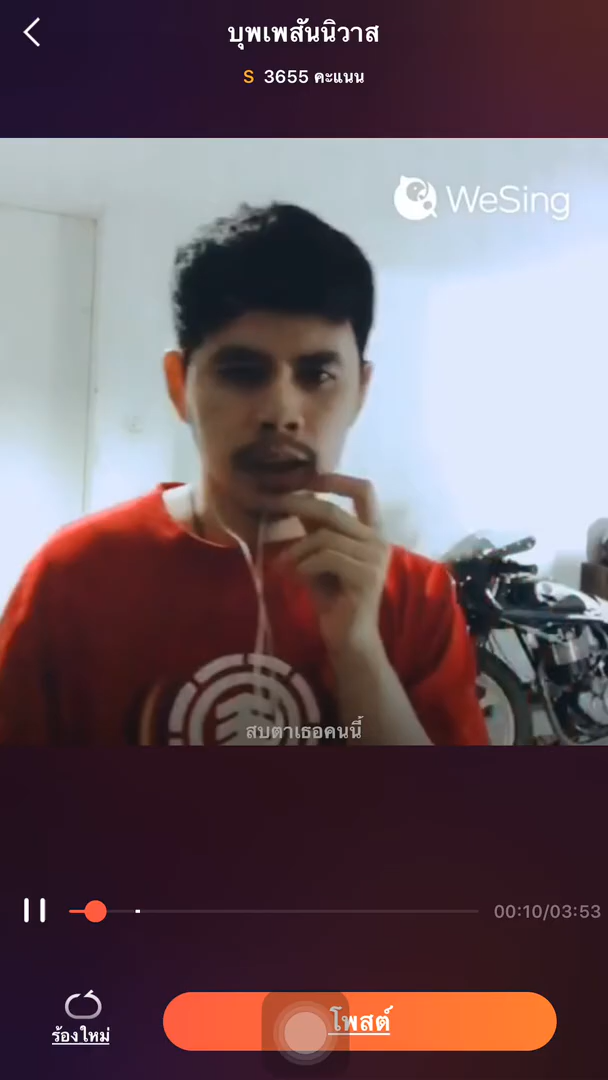 บุพเพสันนิวาส
S 3655 คะแนน
WeSing
สบตาเธอคนนี้
00:10/03:53
ร้องใหม่
โพสต์